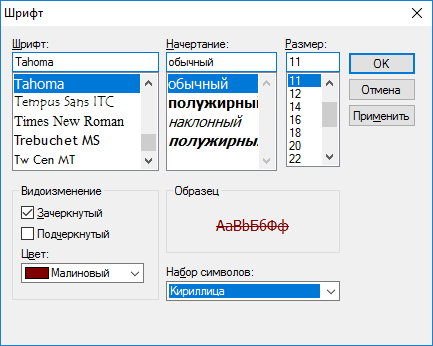 Шрифт
Шрифт:
Начертание:
Размер:
Tahoma
обычный
11
OK
Tahoma
Tempus Sans ITC
Times New Roman
Trebuchet MS
Tw Cen MT
обычный
полужирный
наклонный
полужирный
11
12
14
16
18
20
22
Отмена
Применить
Видоизменение
Зачеркнутый
Подчеркнутый
Цвет:
Малиновый
Образец
АаBbБбФф
Набор символов:
Кириллица